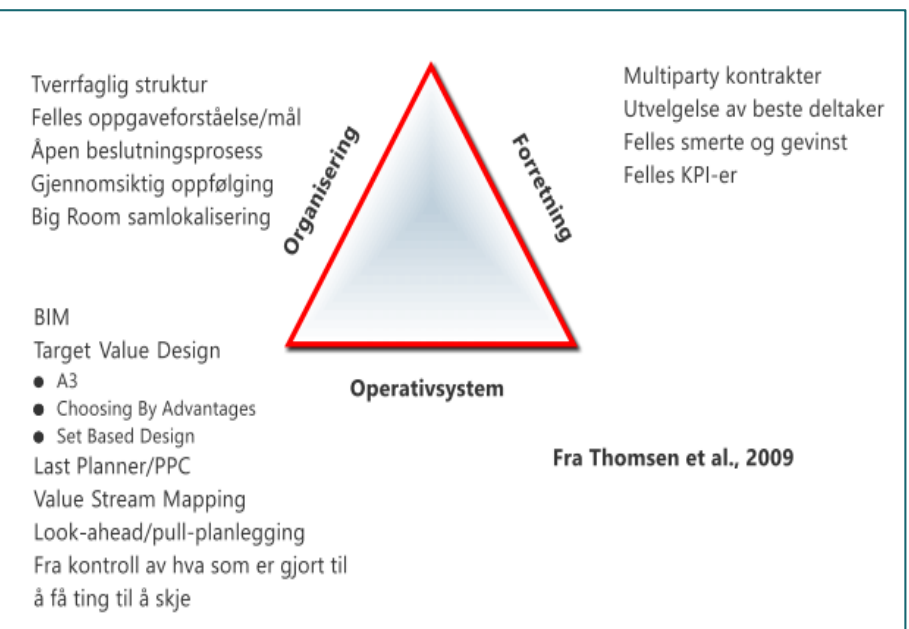 Tverrfaglig struktur
Felles oppgaveforståelse/mål
Åpen beslutningsprosess
Gjennomsiktig oppfølging
Big Room samlokalisering
Organisering
Forretning
Multiparty kontrakter
Utvelgelse av beste deltaker
Felles smerte og gevinst
Felles KPI-er
BIM
Target Value Design
● A3
● Choosing By Advantages
● Set Based Design
Last Planner/PPC
Value Stream Mapping
Look-ahead/pull-planlegging
Fra kontroll av hva som er gjort til
å få ting til å skje
Operativsystem
Fra Thomsen et al., 2009